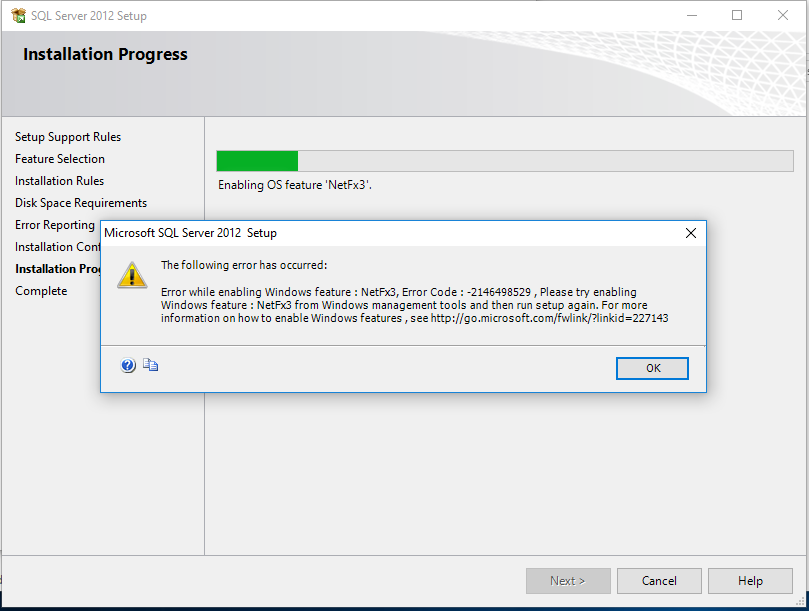 SQL Server 2012 Setup
Installation Progress
Setup Support Rules
Feature Selection
Installation Rules
Disk Space Requirements
Error Reporting
Installation Con
Installation Prog
Complete
Enabling OS feature 'NetFx3'.
Microsoft SQL Server 2012 Setup
The following error has occurred:
Error while enabling Windows feature : NetFx3, Error Code : -2146498529 , Please try enabling
Windows feature : NetFx3 from Windows management tools and then run setup again. For more
information on how to enable Windows features , see http://go.microsoft.com/fwlink/?linkid=227143
OK
Next >
Cancel
Help